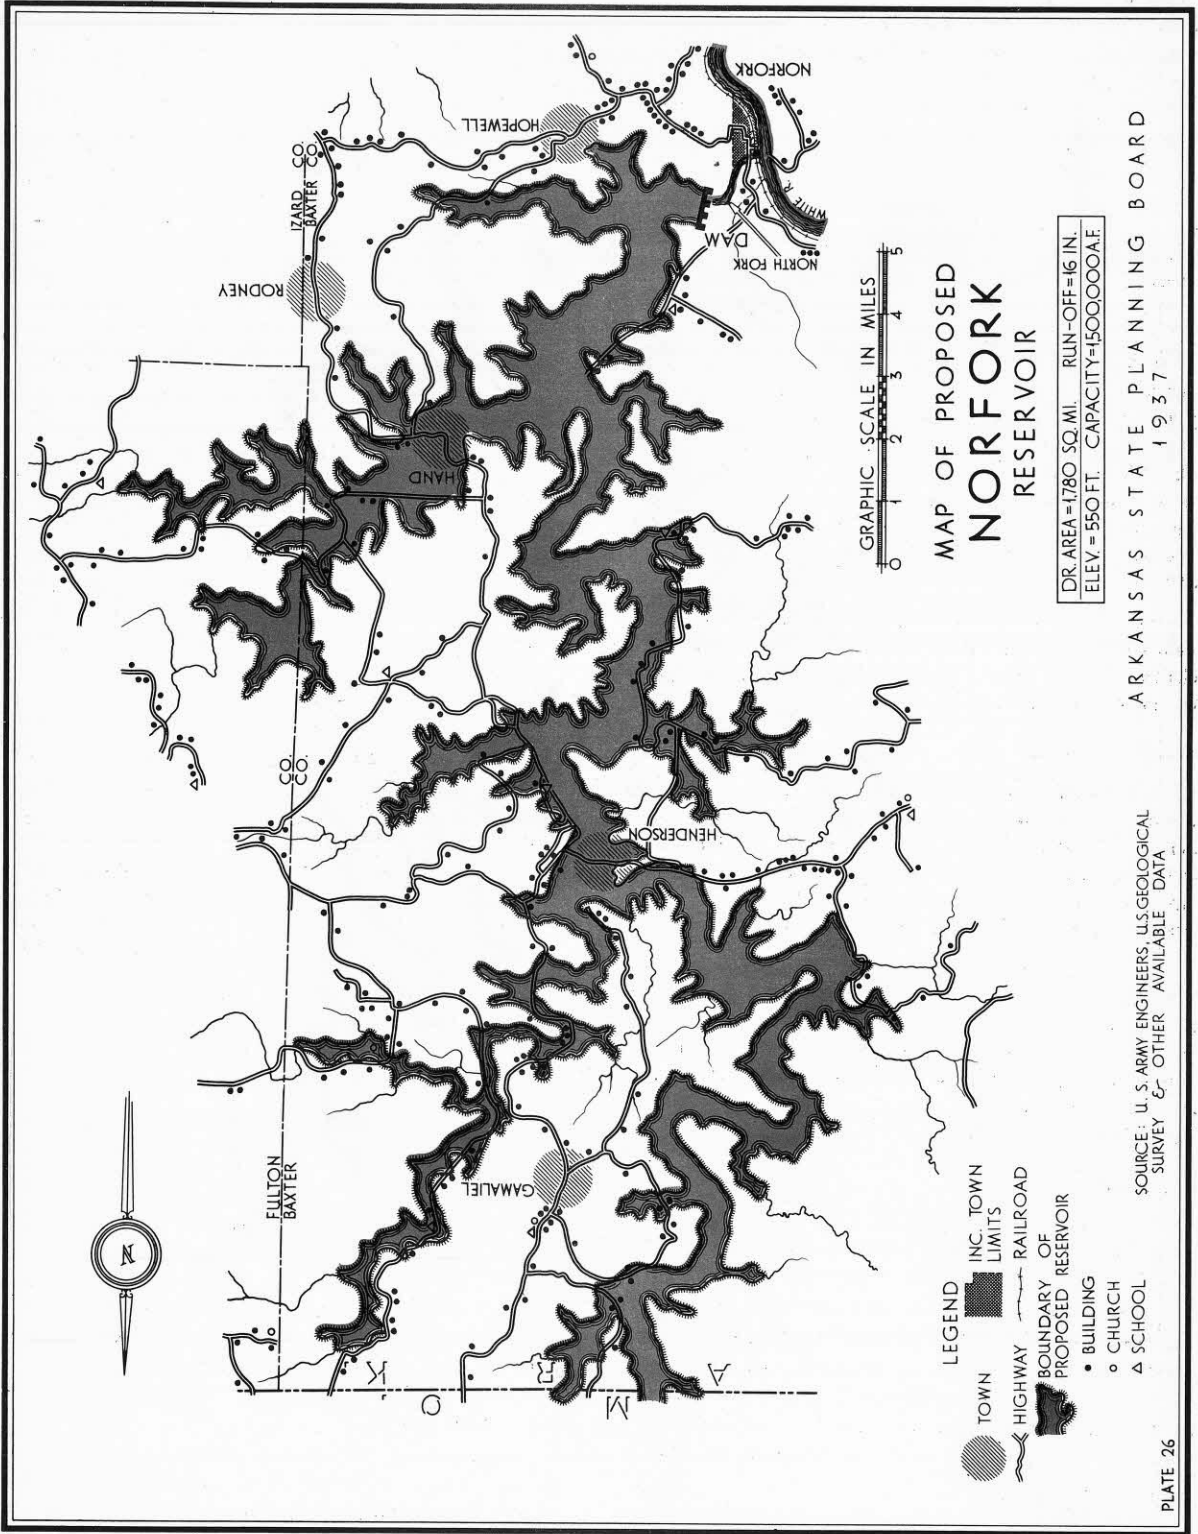 MAP OF PROPOSED
NORFORK
RESERVOIR
DR. AREA = 1,780 SQ. MI. RUN-OFF = 16 IN.
ELEV. = 550 FT. CAPACITY = 1,500,000 A.F.
ARKANSAS STATE PLANNING BOARD
1937
GRAPHIC SCALE IN MILES
0 1 2 3 4 5
NORFORK
WHITE R.
DAM
NORTH FORK
HOPEWELL
IZARD CO.
BAXTER CO.
RODNEY
HAND
HENDERSON
GAMALIEL
FULTON CO.
BAXTER CO.
ARK.
MO.
N
LEGEND
TOWN
INC. TOWN
LIMITS
HIGHWAY
RAILROAD
BOUNDARY OF
PROPOSED RESERVOIR
BUILDING
CHURCH
SCHOOL
SOURCE: U. S. ARMY ENGINEERS, U.S. GEOLOGICAL
SURVEY & OTHER AVAILABLE DATA
PLATE 26